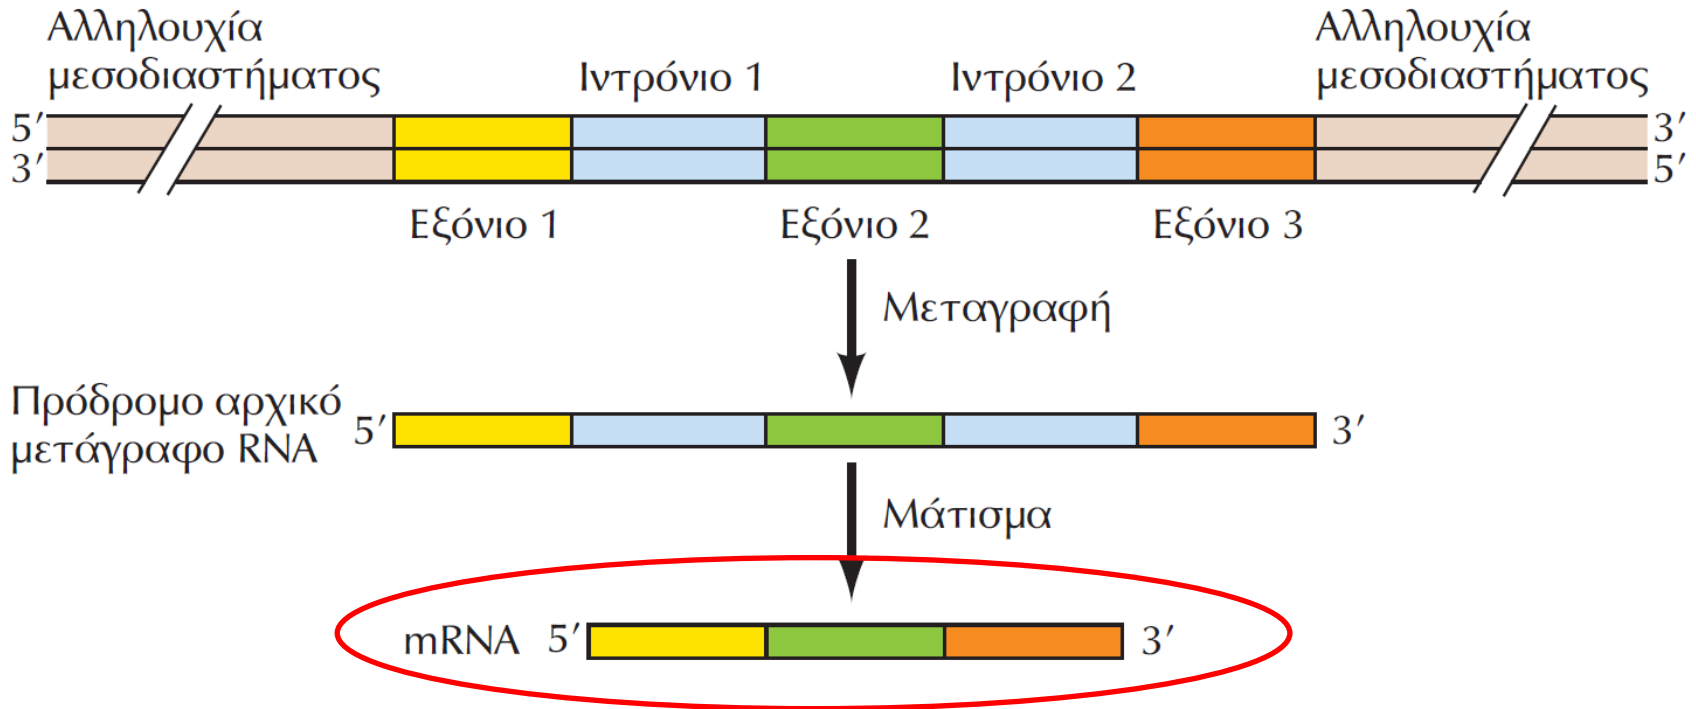 Αλληλουχία
μεσοδιαστήματος
Ιντρόνιο 1
Ιντρόνιο 2
Αλληλουχία
μεσοδιαστήματος
5′ 3′
3′ 5′
Εξόνιο 1 Εξόνιο 2 Εξόνιο 3
Μεταγραφή
Πρόδρομο αρχικό
μετάγραφο RNA
5′ 3′
Μάτισμα
mRNA 5′ 3′